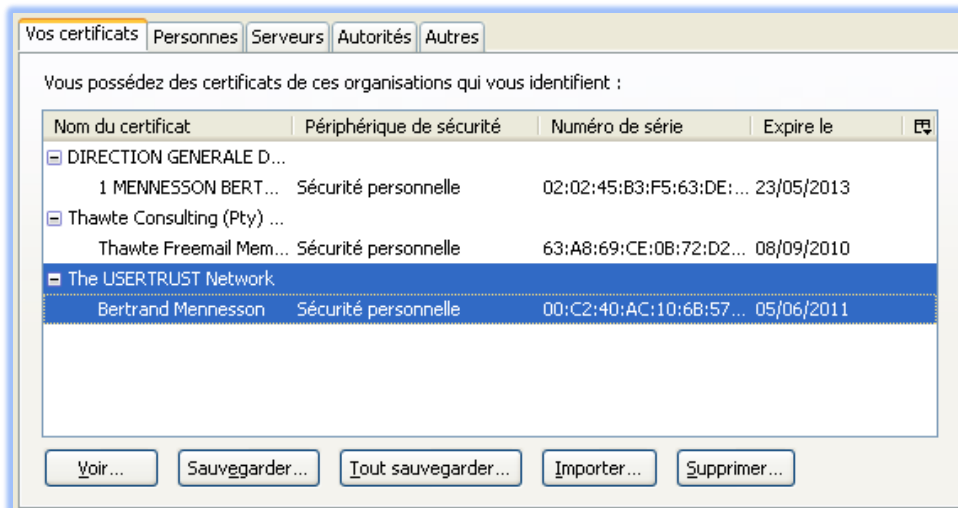 Vos certificats Personnes Serveurs Autorités Autres
Vous possédez des certificats de ces organisations qui vous identifient :
Nom du certificat Périphérique de sécurité Numéro de série Expire le
DIRECTION GENERALE D...
1 MENNESSON BERT... Sécurité personnelle 02:02:45:B3:F5:63:DE:... 23/05/2013
Thawte Consulting (Pty) ...
Thawte Freemail Mem... Sécurité personnelle 63:A8:69:CE:0B:72:D2... 08/09/2010
The USERTRUST Network
Bertrand Mennesson Sécurité personnelle 00:C2:40:AC:10:6B:57... 05/06/2011
Voir... Sauvegarder... Tout sauvegarder... Importer... Supprimer...